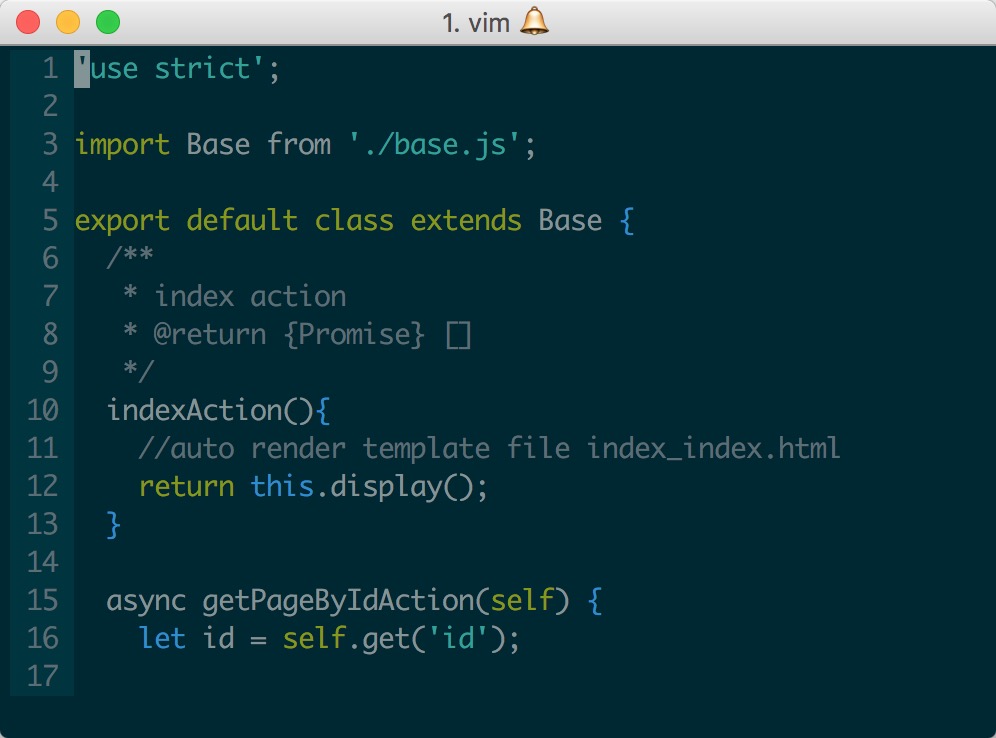 1. vim 🔔
1 'use strict';
2
3 import Base from './base.js';
4
5 export default class extends Base {
6   /**
7    * index action
8    * @return {Promise} []
9    */
10   indexAction(){
11     //auto render template file index_index.html
12     return this.display();
13   }
14
15   async getPageByIdAction(self) {
16     let id = self.get('id');
17